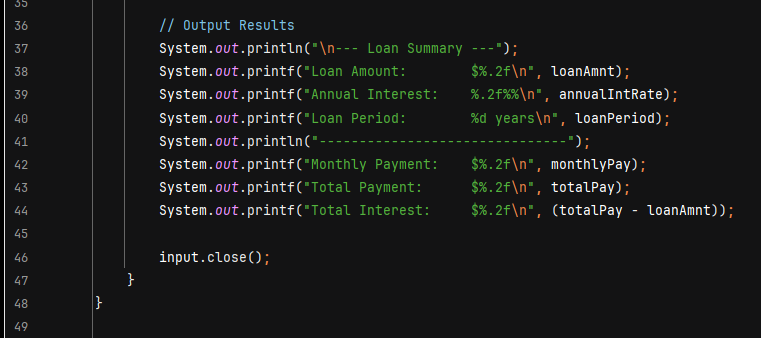 35
36 // Output Results
37 System.out.println("\n--- Loan Summary ---");
38 System.out.printf("Loan Amount:        $%.2f\n", loanAmnt);
39 System.out.printf("Annual Interest:    %.2f%%\n", annualIntRate);
40 System.out.printf("Loan Period:        %d years\n", loanPeriod);
41 System.out.println("-------------------------------");
42 System.out.printf("Monthly Payment:    $%.2f\n", monthlyPay);
43 System.out.printf("Total Payment:      $%.2f\n", totalPay);
44 System.out.printf("Total Interest:     $%.2f\n", (totalPay - loanAmnt));
45
46 input.close();
47 }
48 }
49